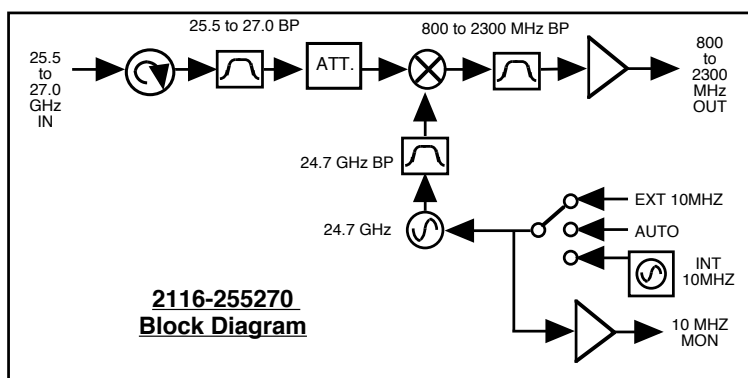 25.5 to 27.0 BP
800 to 2300 MHz BP
25.5
to
27.0
GHz
IN
ATT.
800
to
2300
MHz
OUT
24.7 GHz BP
24.7 GHz
EXT 10MHZ
AUTO
INT
10MHZ
10 MHZ
MON
2116-255270
Block Diagram